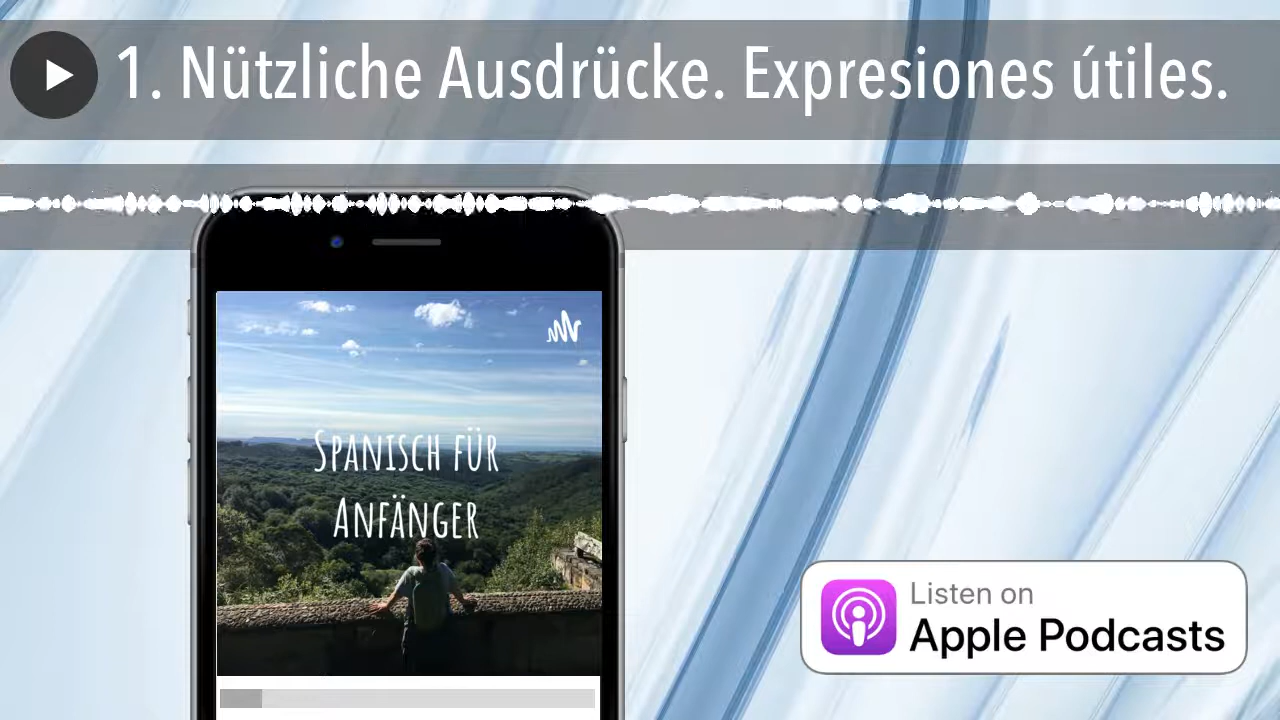 1. Nützliche Ausdrücke. Expresiones útiles.
Spanisch für
Anfänger
Listen on
Apple Podcasts